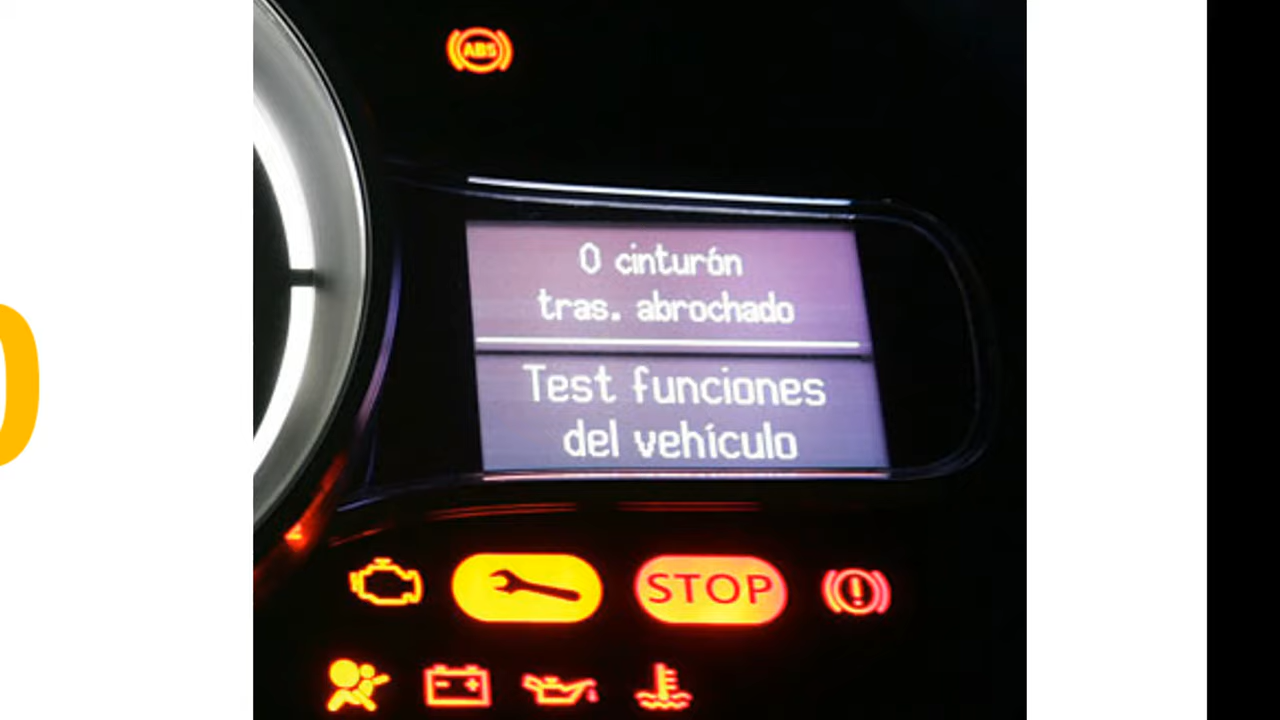 ABS
0 cinturón
tras. abrochado
Test funciones
del vehículo
STOP